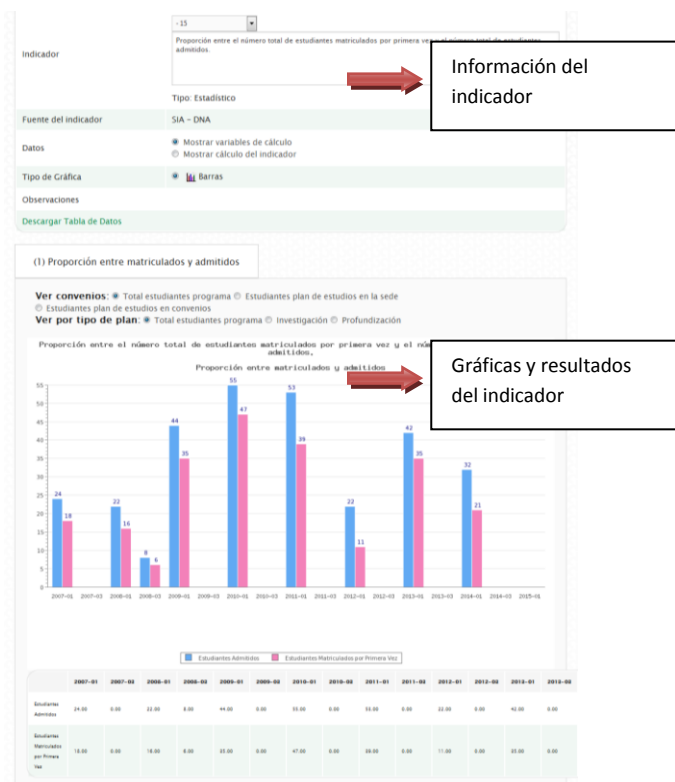 - 15
Proporción entre el número total de estudiantes matriculados por primera vez y el número total de estudiantes
admitidos.
Indicador
Tipo: Estadístico
Información del
indicador
Fuente del indicador SIA - DNA
Datos
Mostrar variables de cálculo
Mostrar cálculo del indicador
Tipo de Gráfica Barras
Observaciones
Descargar Tabla de Datos
(1) Proporción entre matriculados y admitidos
Ver convenios: Total estudiantes programa Estudiantes plan de estudios en la sede
Estudiantes plan de estudios en convenios
Ver por tipo de plan: Total estudiantes programa Investigación Profundización
Proporción entre el número total de estudiantes matriculados por primera vez y el nú
admitidos.
Proporción entre matriculados y admitidos
Gráficas y resultados
del indicador
55
50
45
40
35
30
25
20
15
10
5
0
24 18 22 16 8 6 44 35 55 47 53 39 22 11 42 35 32 21
2007-01 2007-03 2008-01 2008-03 2009-01 2009-03 2010-01 2010-03 2011-01 2011-03 2012-01 2012-03 2013-01 2013-03 2014-01 2014-03 2015-01
Estudiantes Admitidos Estudiantes Matriculados por Primera Vez
Estudiantes
Admitidos
Estudiantes
Matriculados
por Primera
Vez